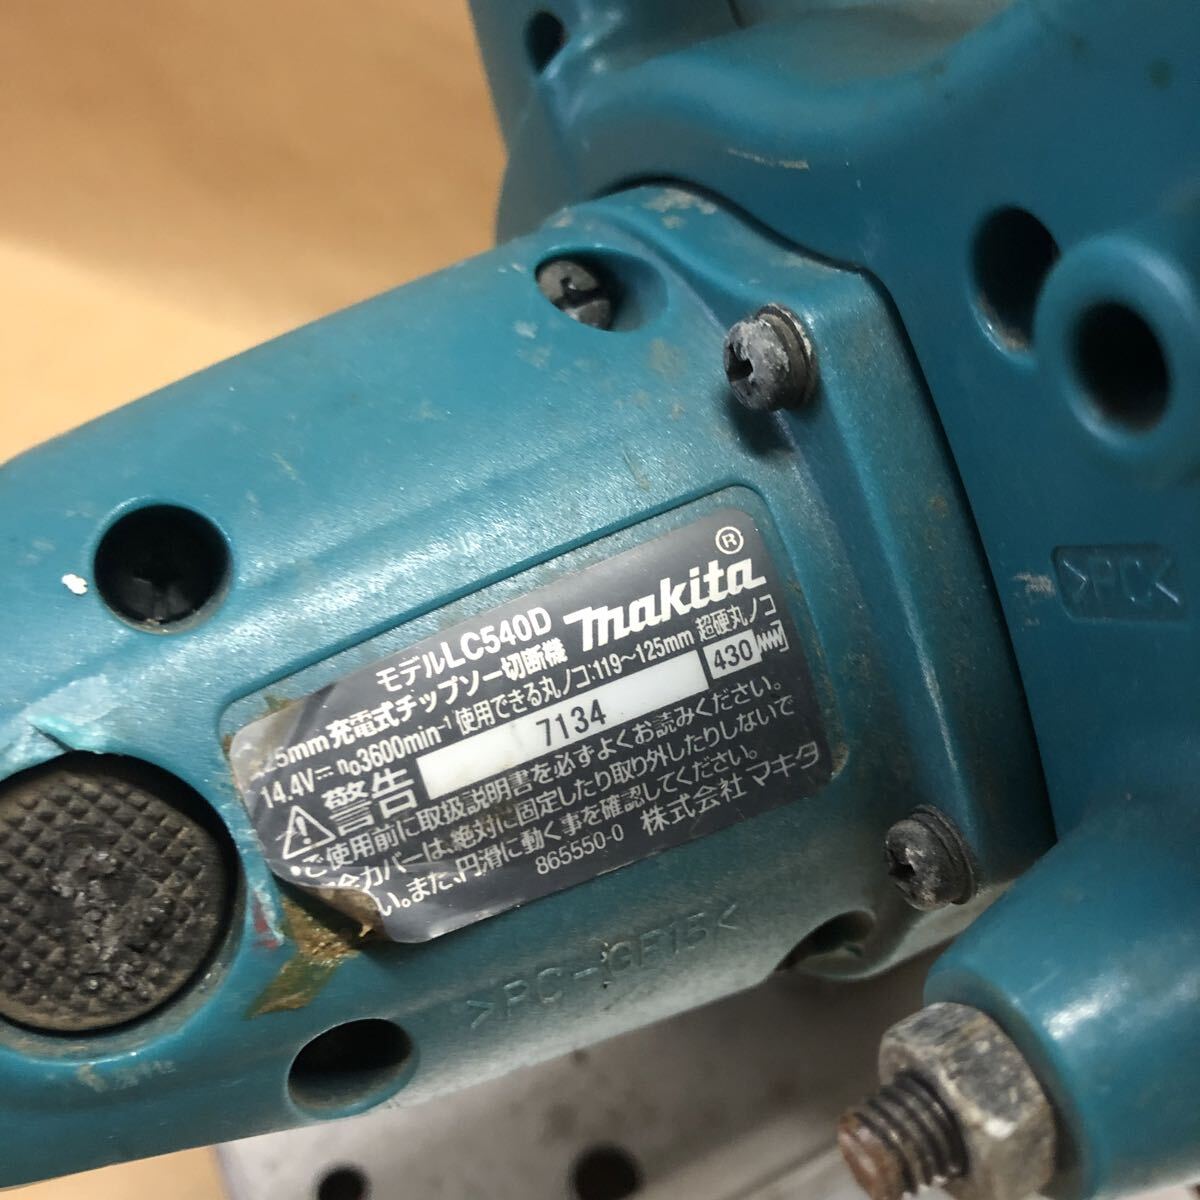 モデルLC540D
makita®
5mm 充電式チップソー切断機
14.4V⎓ n₀3600min⁻¹ 使用できる丸ノコ:119～125mm 超硬丸ノコ
⚠警告 7134 430
・ご使用前に取扱説明書を必ずよくお読みください。
カバーは、絶対に固定したり取り外したりしないで
い。また、円滑に動く事を確認してください。
865550-0 株式会社マキタ
>PC-GF15<
>PC<